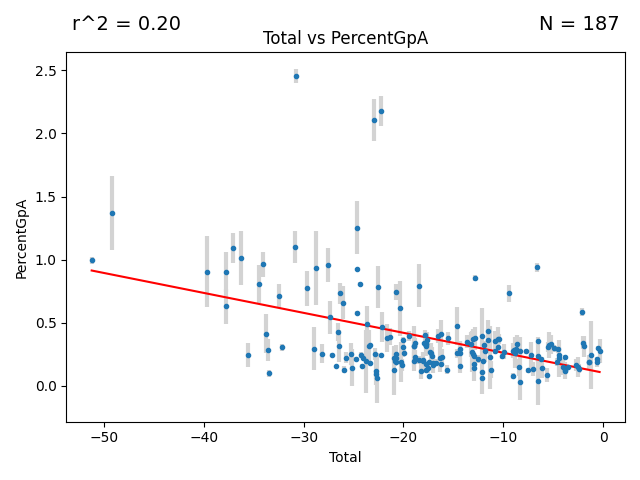 r^2 = 0.20
N = 187
Total vs PercentGpA
2.5
2.0
1.5
1.0
0.5
0.0
PercentGpA
−50
−40
−30
−20
−10
0
Total